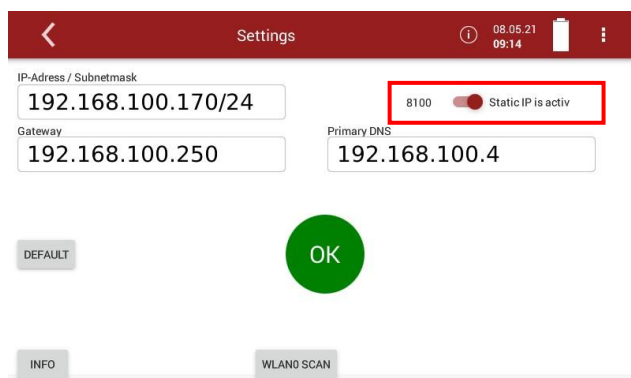 Settings
08.05.21
09:14
IP-Adress / Subnetmask
192.168.100.170/24
8100 Static IP is activ
Gateway
192.168.100.250
Primary DNS
192.168.100.4
DEFAULT
OK
INFO
WLAN0 SCAN